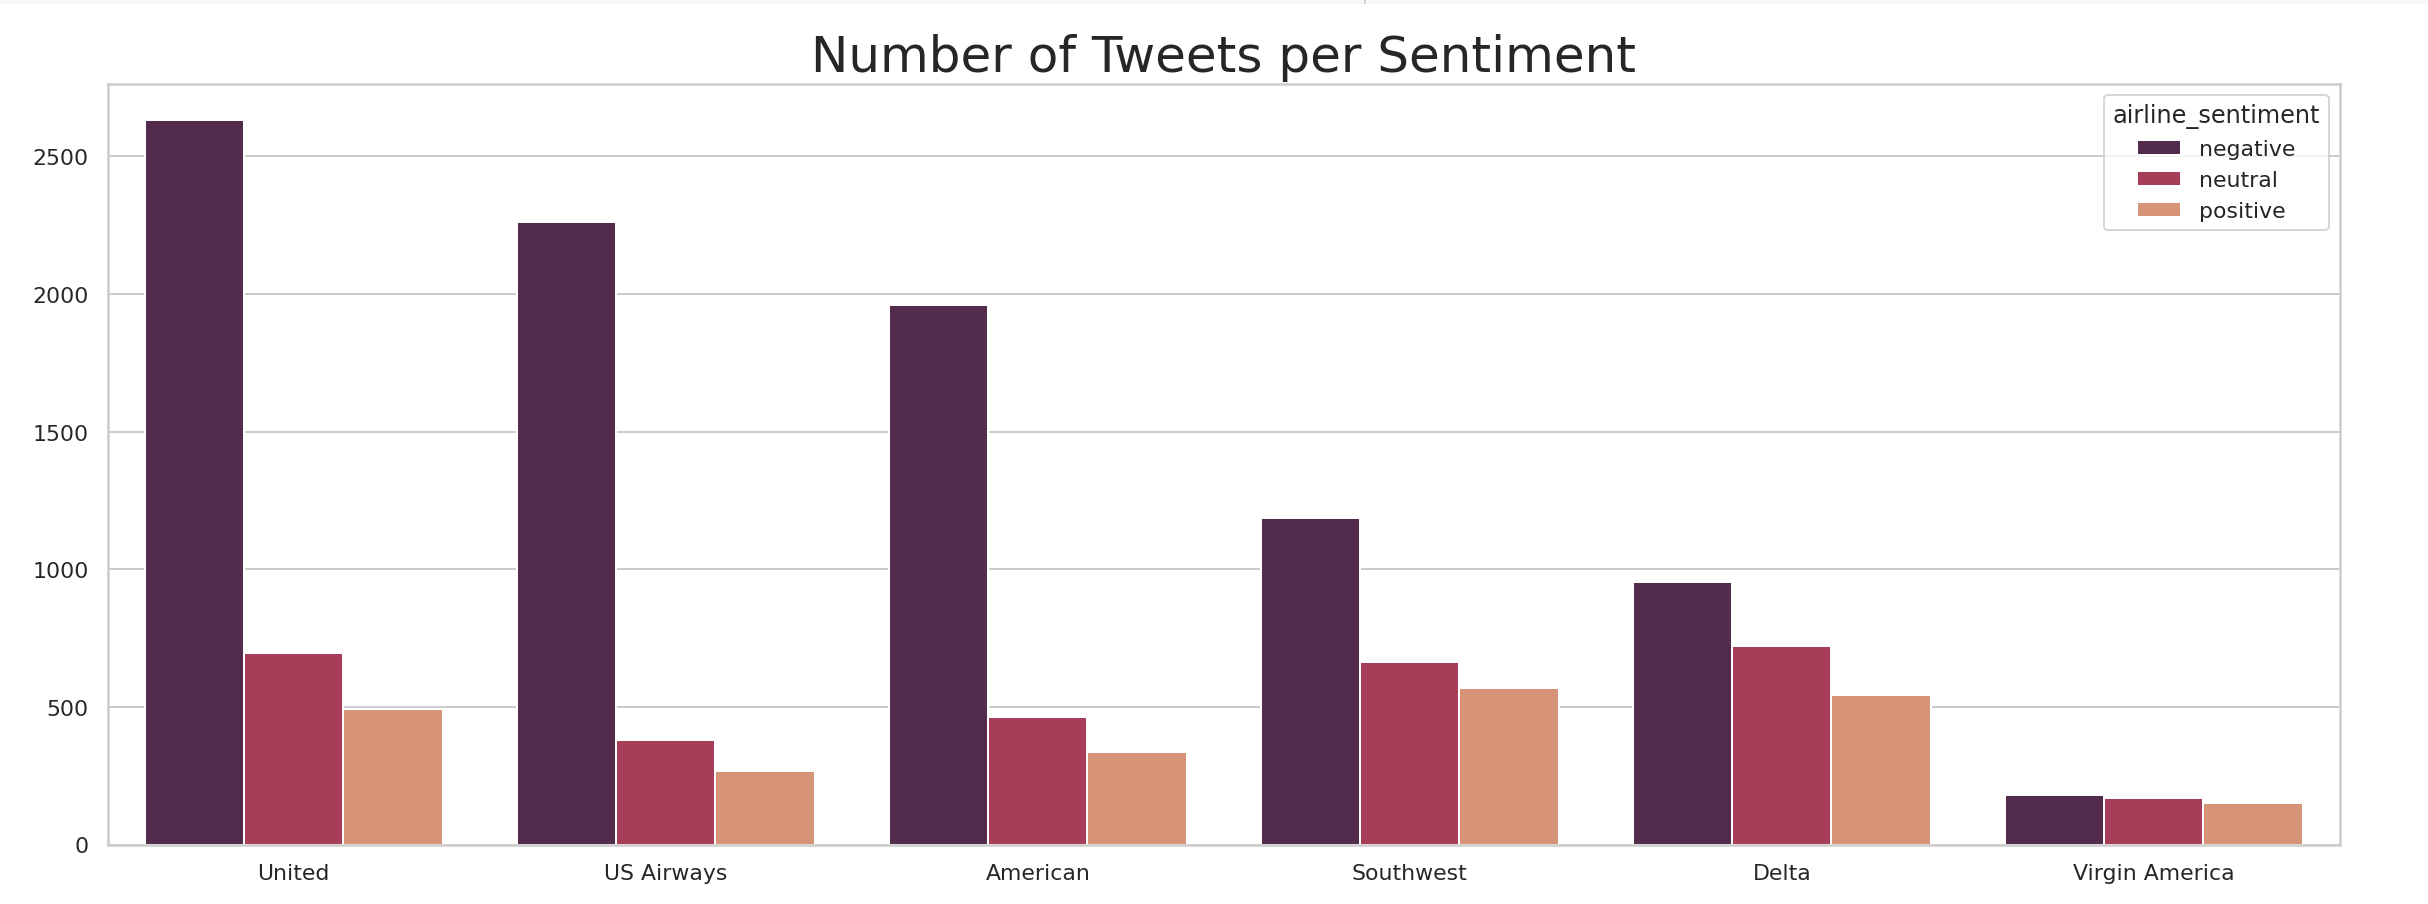 Number of Tweets per Sentiment
airline_sentiment
negative
neutral
positive
2500
2000
1500
1000
500
0
United
US Airways
American
Southwest
Delta
Virgin America